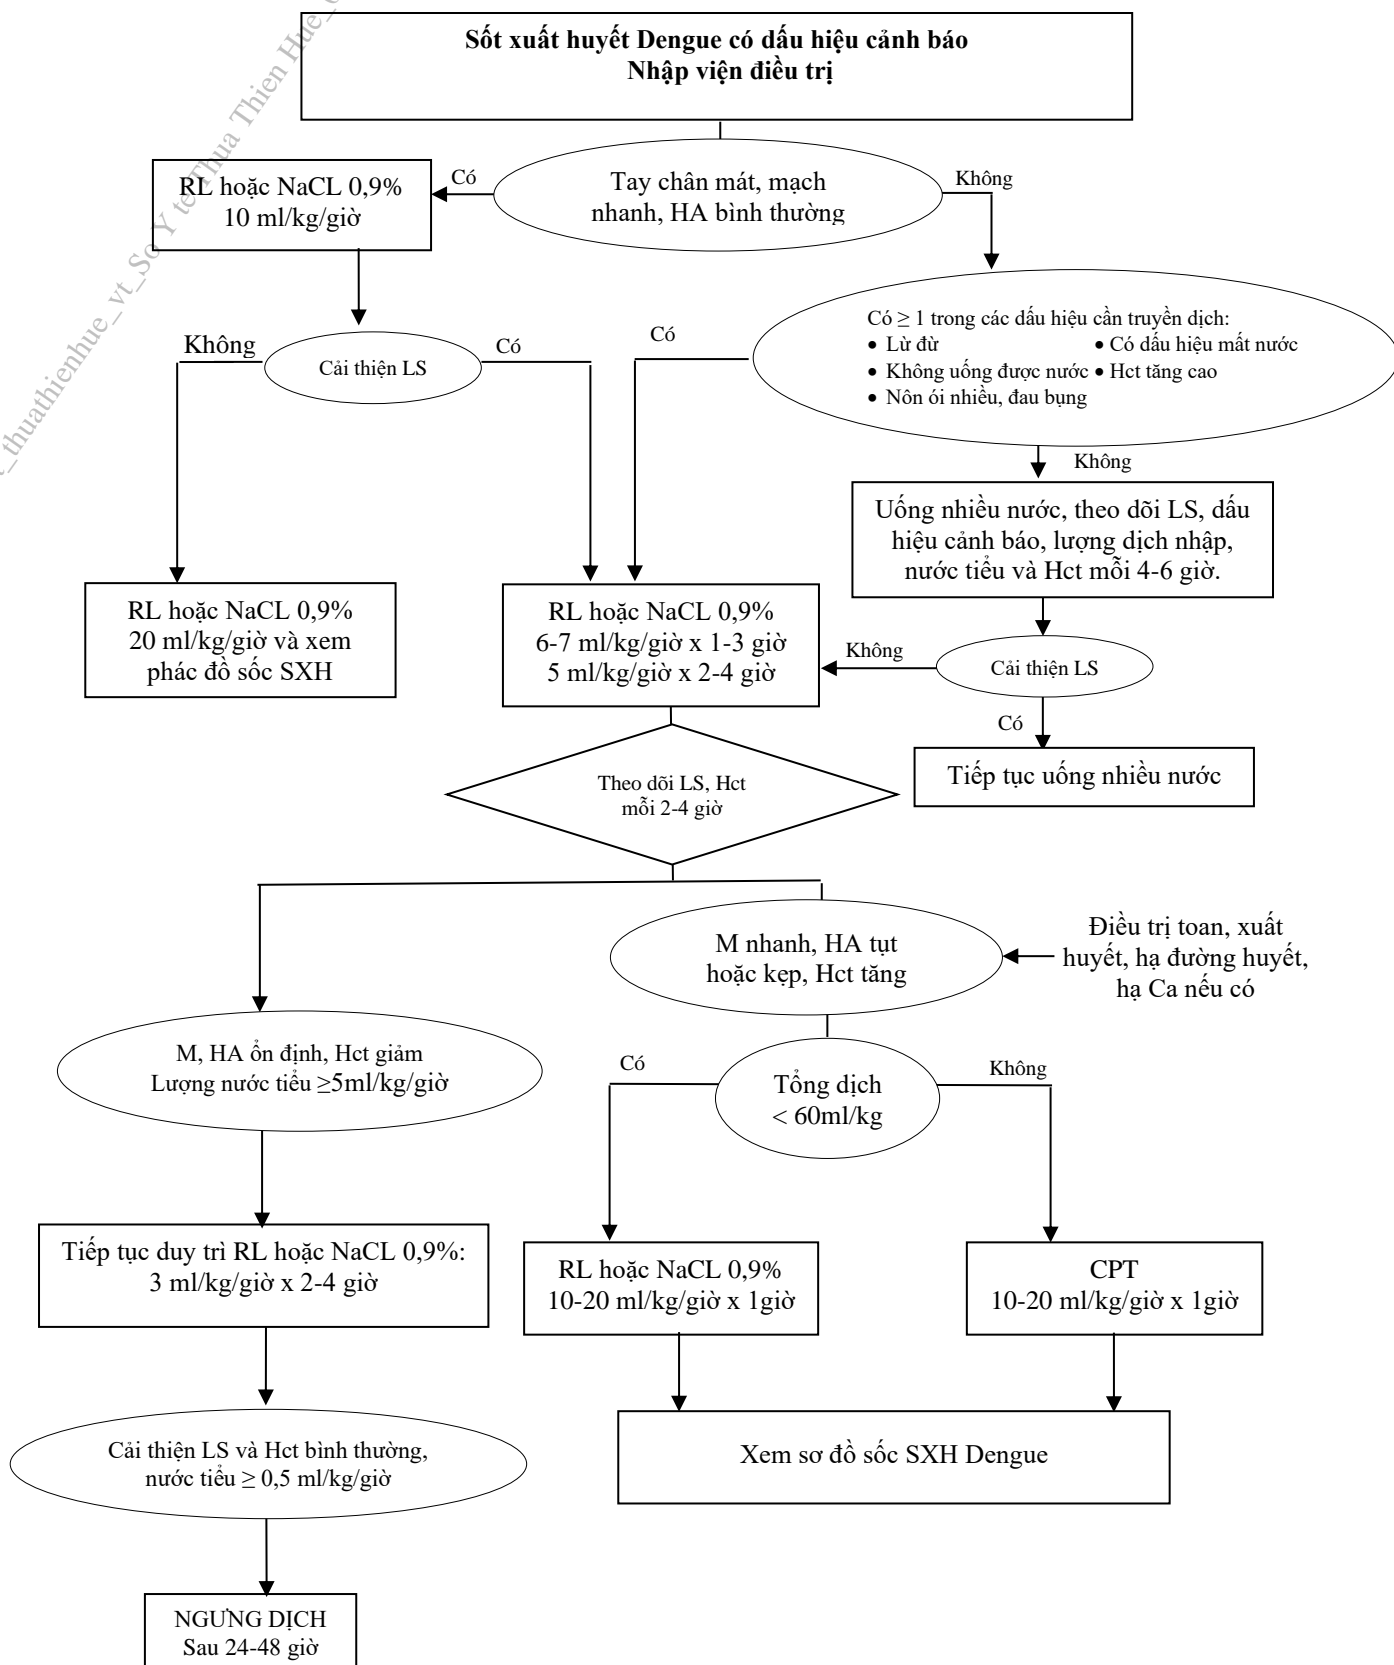 Sốt xuất huyết Dengue có dấu hiệu cảnh báo
Nhập viện điều trị
Tay chân mát, mạch
nhanh, HA bình thường
Có
Không
RL hoặc NaCL 0,9%
10 ml/kg/giờ
Cải thiện LS
Không
Có
Có
Có ≥ 1 trong các dấu hiệu cần truyền dịch:
• Lừ đừ • Có dấu hiệu mất nước
• Không uống được nước • Hct tăng cao
• Nôn ói nhiều, đau bụng
Không
Uống nhiều nước, theo dõi LS, dấu
hiệu cảnh báo, lượng dịch nhập,
nước tiểu và Hct mỗi 4-6 giờ.
RL hoặc NaCL 0,9%
20 ml/kg/giờ và xem
phác đồ sốc SXH
RL hoặc NaCL 0,9%
6-7 ml/kg/giờ x 1-3 giờ
5 ml/kg/giờ x 2-4 giờ
Không
Cải thiện LS
Có
Tiếp tục uống nhiều nước
Theo dõi LS, Hct
mỗi 2-4 giờ
M nhanh, HA tụt
hoặc kẹp, Hct tăng
Điều trị toan, xuất
huyết, hạ đường huyết,
hạ Ca nếu có
M, HA ổn định, Hct giảm
Lượng nước tiểu ≥5ml/kg/giờ
Có
Tổng dịch
< 60ml/kg
Không
Tiếp tục duy trì RL hoặc NaCL 0,9%:
3 ml/kg/giờ x 2-4 giờ
RL hoặc NaCL 0,9%
10-20 ml/kg/giờ x 1giờ
CPT
10-20 ml/kg/giờ x 1giờ
Cải thiện LS và Hct bình thường,
nước tiểu ≥ 0,5 ml/kg/giờ
Xem sơ đồ sốc SXH Dengue
NGƯNG DỊCH
Sau 24-48 giờ
thuathienhue_vt_So Y te Thua Thien Hue